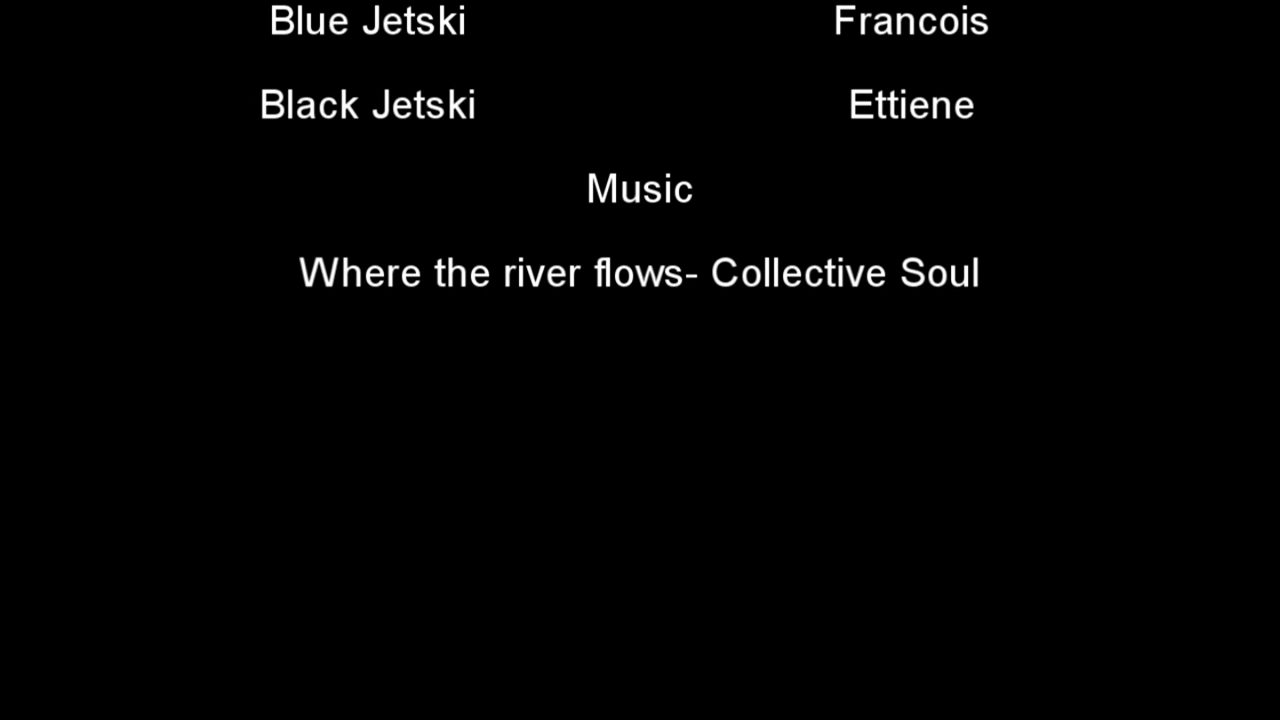 Blue Jetski Francois
Black Jetski Ettiene
Music
Where the river flows- Collective Soul